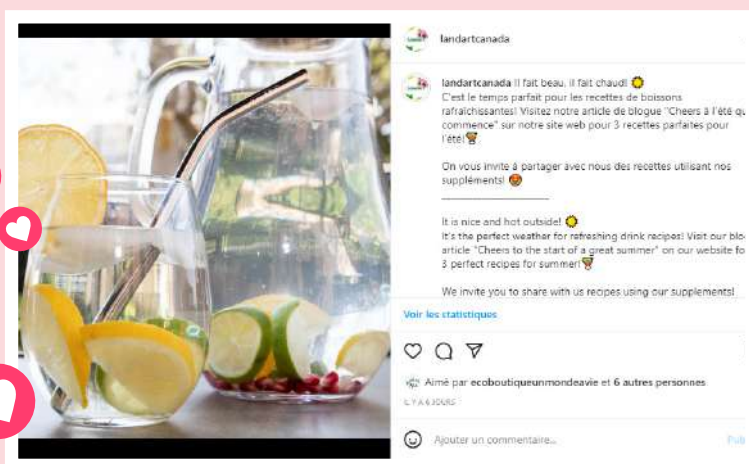 landartcanada
landartcanada Il fait beau, il fait chaud!
C'est le temps parfait pour les recettes de boissons
rafraîchissantes! Visitez notre article de blogue "Cheers à l'été qu
commence" sur notre site web pour 3 recettes parfaites pour
l'été!
On vous invite à partager avec nous des recettes utilisant nos
suppléments!
It is nice and hot outside!
It's the perfect weather for refreshing drink recipes! Visit our blo
article "Cheers to the start of a great summer" on our website fo
3 perfect recipes for summer!
We invite you to share with us recipes using our supplements!
Voir les statistiques
Aimé par ecoboutiqueunmondeavie et 6 autres personnes
IL Y A 6 JOURS
Ajouter un commentaire...
Publ